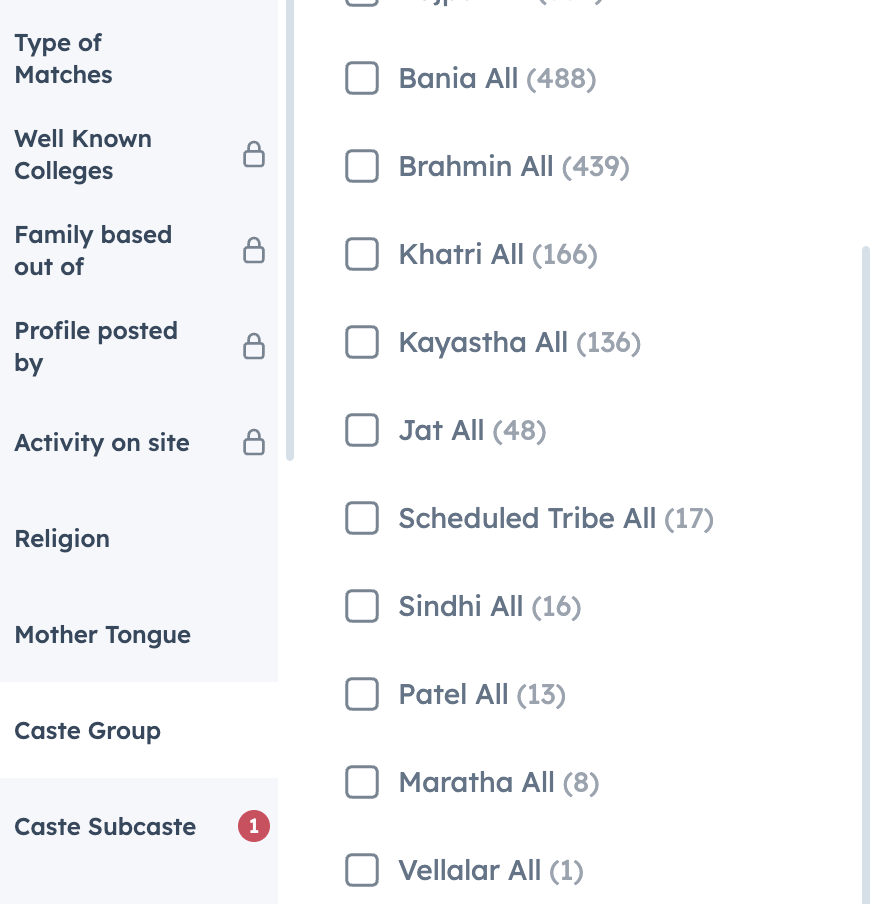 Type of
Matches
Well Known
Colleges
Family based
out of
Profile posted
by
Activity on site
Religion
Mother Tongue
Caste Group
Caste Subcaste 1
Bania All (488)
Brahmin All (439)
Khatri All (166)
Kayastha All (136)
Jat All (48)
Scheduled Tribe All (17)
Sindhi All (16)
Patel All (13)
Maratha All (8)
Vellalar All (1)